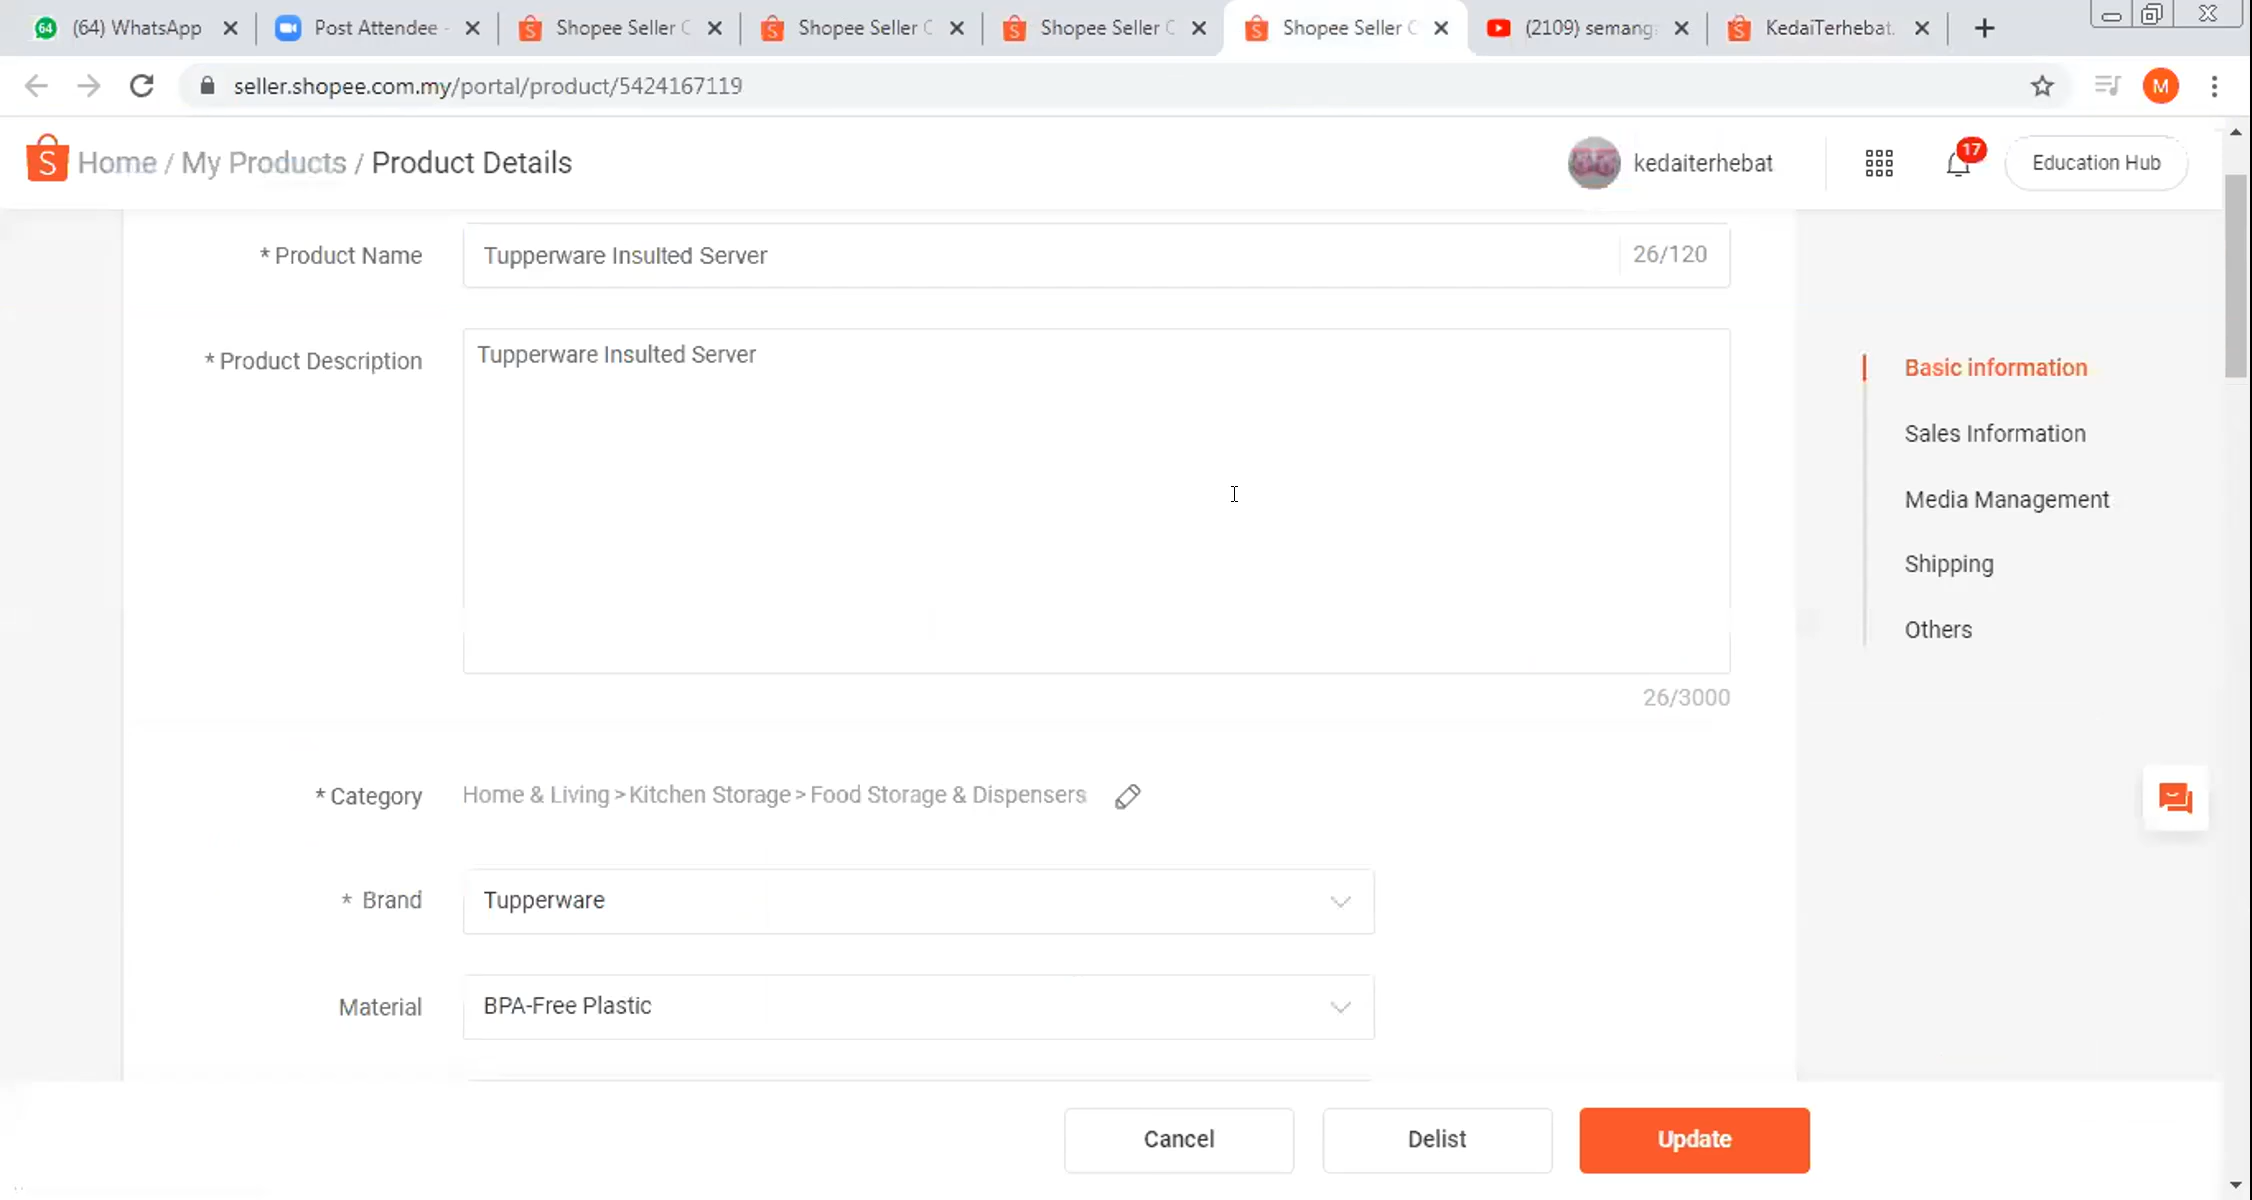 64 (64) WhatsApp Post Attendee - Shopee Seller C Shopee Seller C Shopee Seller C Shopee Seller C (2109) semang KedaiTerhebat.
seller.shopee.com.my/portal/product/5424167119 M
S Home / My Products / Product Details kedaiterhebat 17 Education Hub
* Product Name Tupperware Insulted Server 26/120
* Product Description Tupperware Insulted Server
26/3000
Basic information
Sales Information
Media Management
Shipping
Others
* Category Home & Living > Kitchen Storage > Food Storage & Dispensers
* Brand Tupperware
Material BPA-Free Plastic
Cancel Delist Update